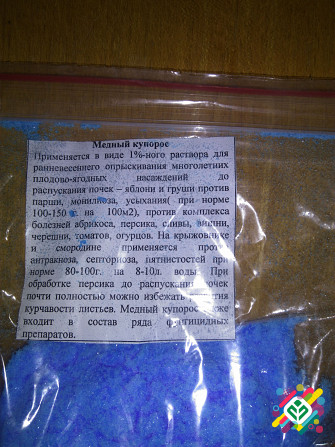 Медный купорос
Применяется в виде 1%-ного раствора для
ранневесеннего опрыскивания многолетних
плодово-ягодных насаждений до
распускания почек – яблони и груши против
парши, монилиоза, усыхания( при норме
100-150 г. на 100м2), против комплекса
болезней абрикоса, персика, сливы, вишни,
черешни, томатов, огурцов. На крыжовнике
и смородине применяется
антракноза, септориоза, пятнистостей при
норме 80-100г. на 8-10л. воды. При
обработке персика до распускания почек
почти полностью можно избежать
курчавости листьев. Медный купорос
входит в состав ряда фунгицидных
препаратов.